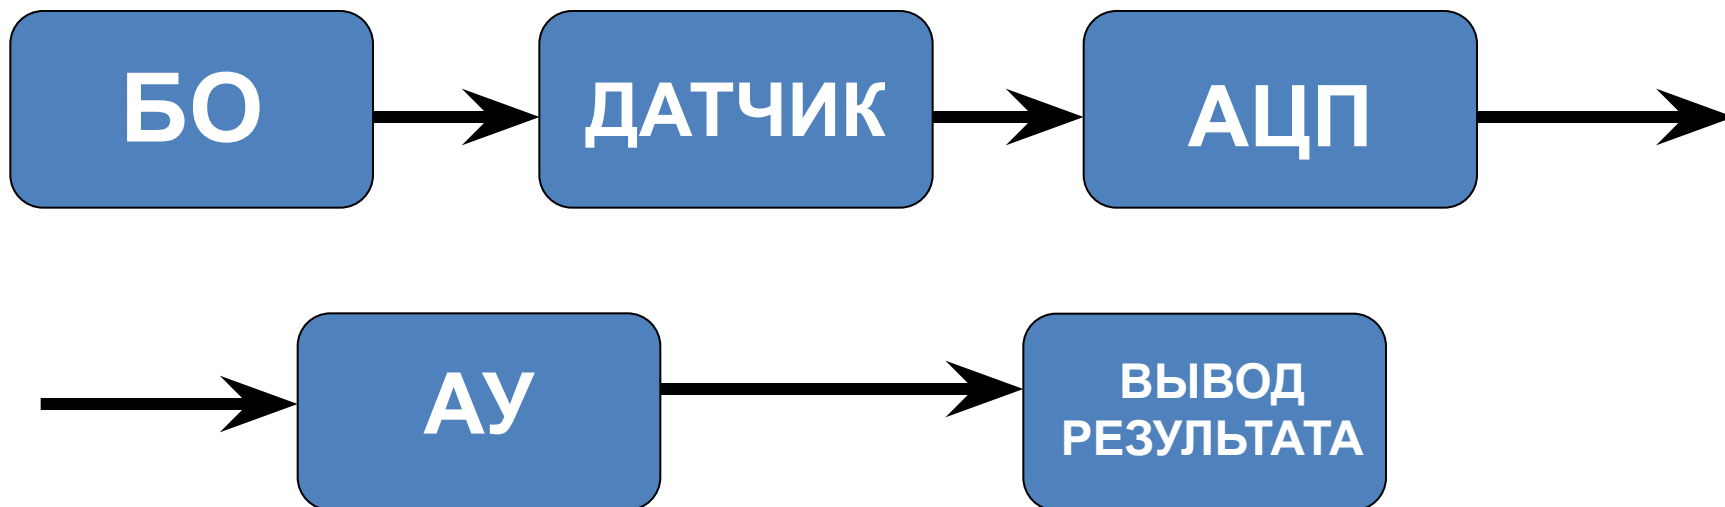 БО
ДАТЧИК
АЦП
АУ
ВЫВОД
РЕЗУЛЬТАТА